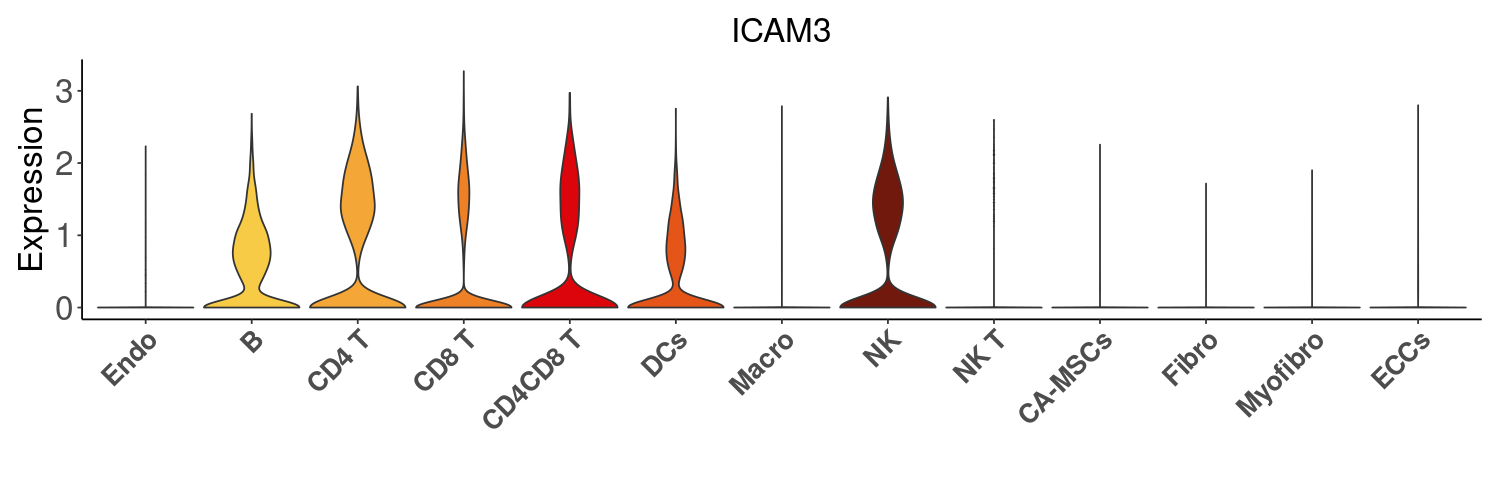 ICAM3
Expression
3
2
1
0
Endo
B
CD4 T
CD8 T
CD4CD8 T
DCs
Macro
NK
NK T
CA-MSCs
Fibro
Myofibro
ECCs